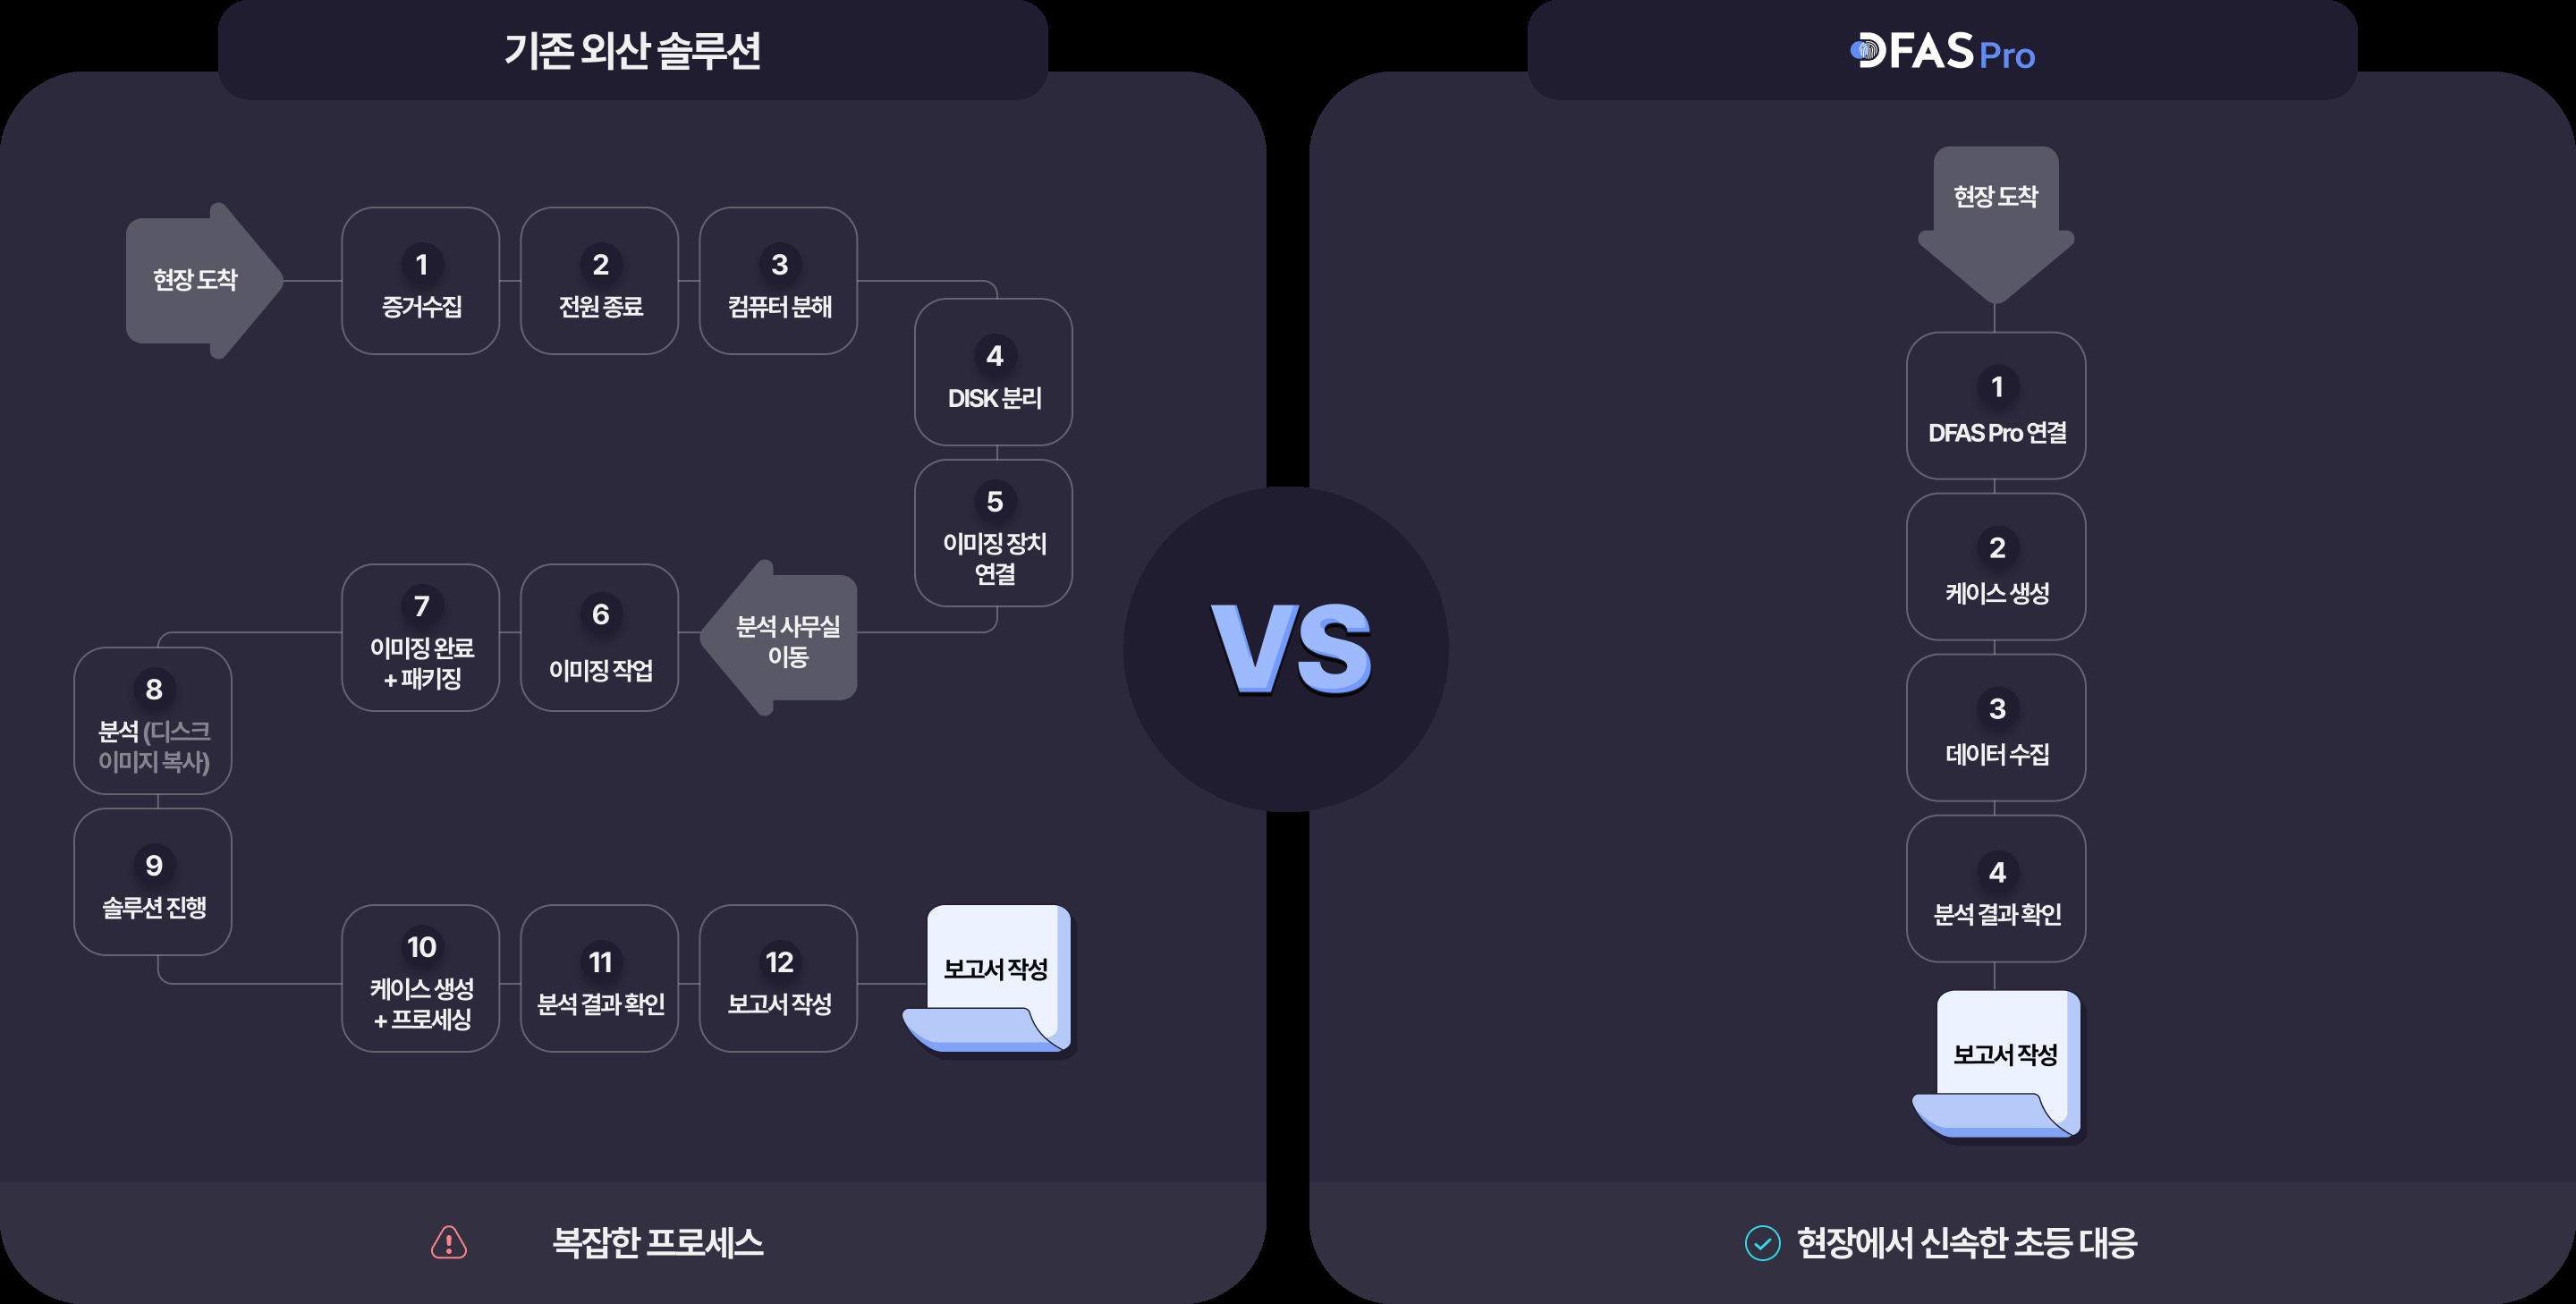 기존 외산 솔루션
현장 도착
1
증거수집
2
전원 종료
3
컴퓨터 분해
4
DISK 분리
5
이미징 장치
연결
분석 사무실
이동
6
이미징 작업
7
이미징 완료
+ 패키징
8
분석 (디스크
이미지 복사)
9
솔루션 진행
10
케이스 생성
+ 프로세싱
11
분석 결과 확인
12
보고서 작성
보고서 작성
복잡한 프로세스
VS
DFAS Pro
현장 도착
1
DFAS Pro 연결
2
케이스 생성
3
데이터 수집
4
분석 결과 확인
보고서 작성
현장에서 신속한 초등 대응